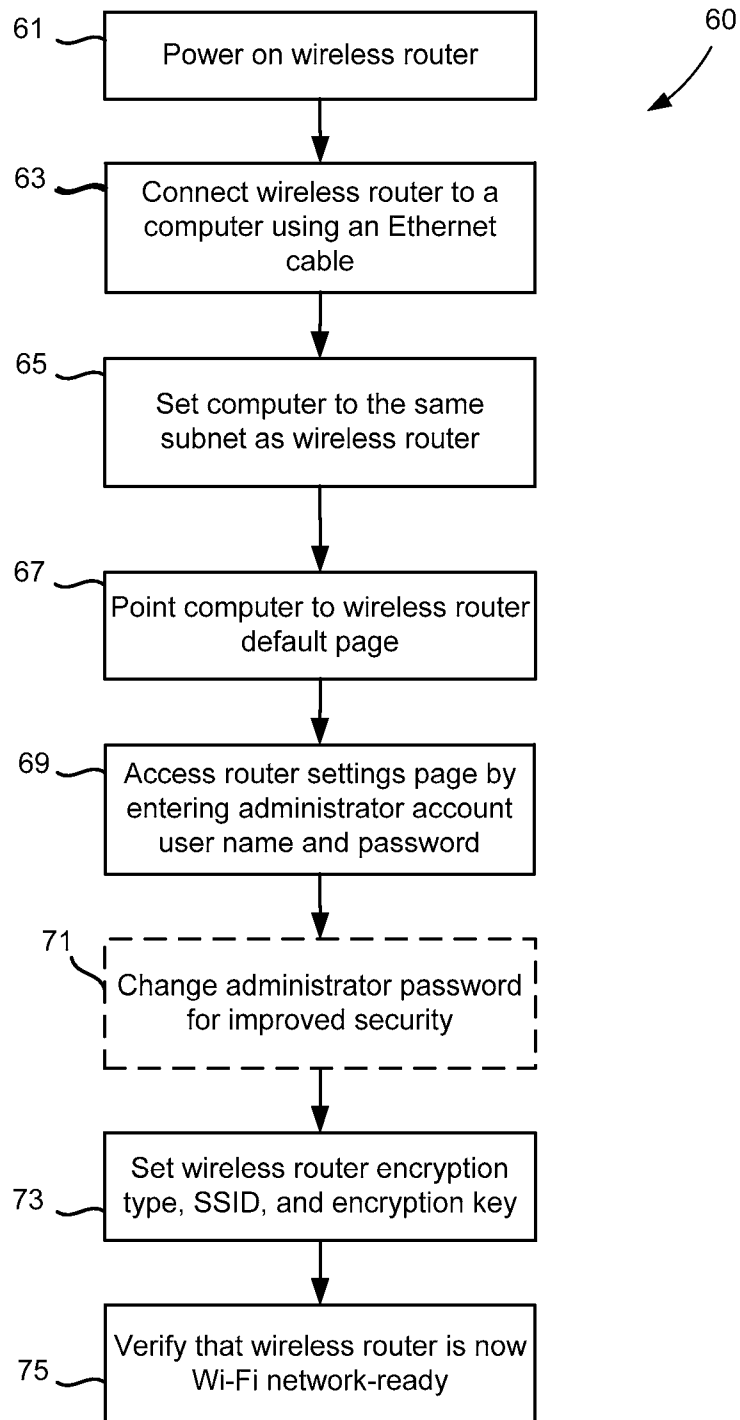 60
61
Power on wireless router
63
Connect wireless router to a
computer using an Ethernet
cable
65
Set computer to the same
subnet as wireless router
67
Point computer to wireless router
default page
69
Access router settings page by
entering administrator account
user name and password
71
Change administrator password
for improved security
73
Set wireless router encryption
type, SSID, and encryption key
75
Verify that wireless router is now
Wi-Fi network-ready